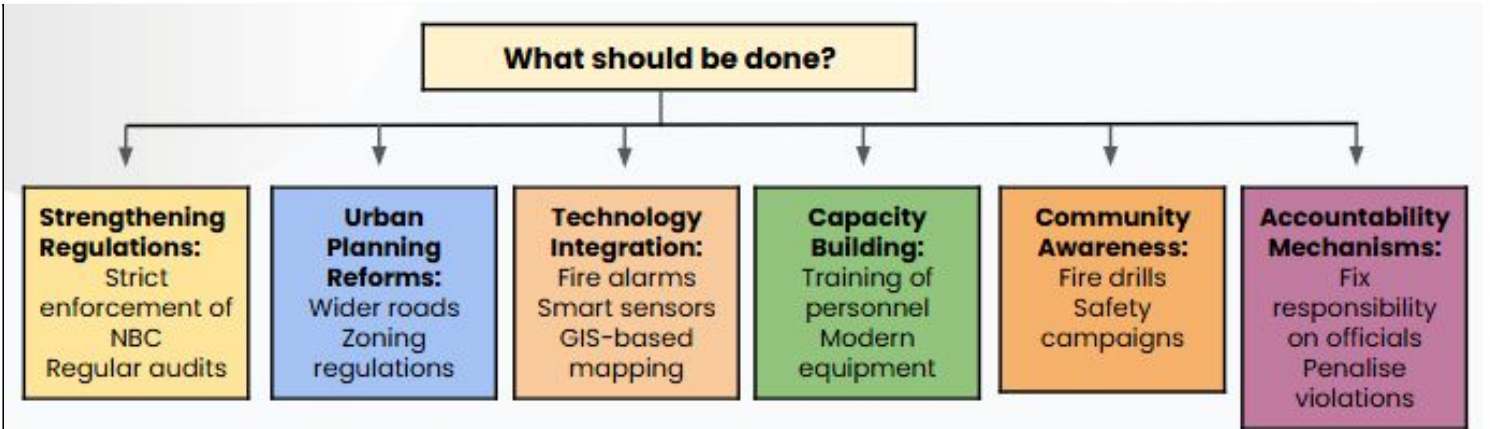 What should be done?
Strengthening
Regulations:
Strict
enforcement of
NBC
Regular audits
Urban
Planning
Reforms:
Wider roads
Zoning
regulations
Technology
Integration:
Fire alarms
Smart sensors
GIS-based
mapping
Capacity
Building:
Training of
personnel
Modern
equipment
Community
Awareness:
Fire drills
Safety
campaigns
Accountability
Mechanisms:
Fix
responsibility
on officials
Penalise
violations